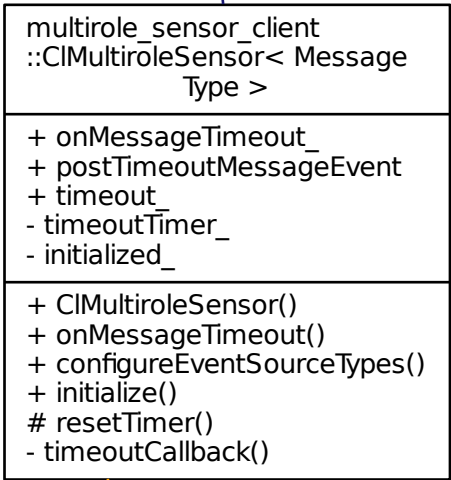 multirole_sensor_client
::ClMultiroleSensor< Message
Type >
+ onMessageTimeout_
+ postTimeoutMessageEvent
+ timeout_
- timeoutTimer_
- initialized_
+ ClMultiroleSensor()
+ onMessageTimeout()
+ configureEventSourceTypes()
+ initialize()
# resetTimer()
- timeoutCallback()